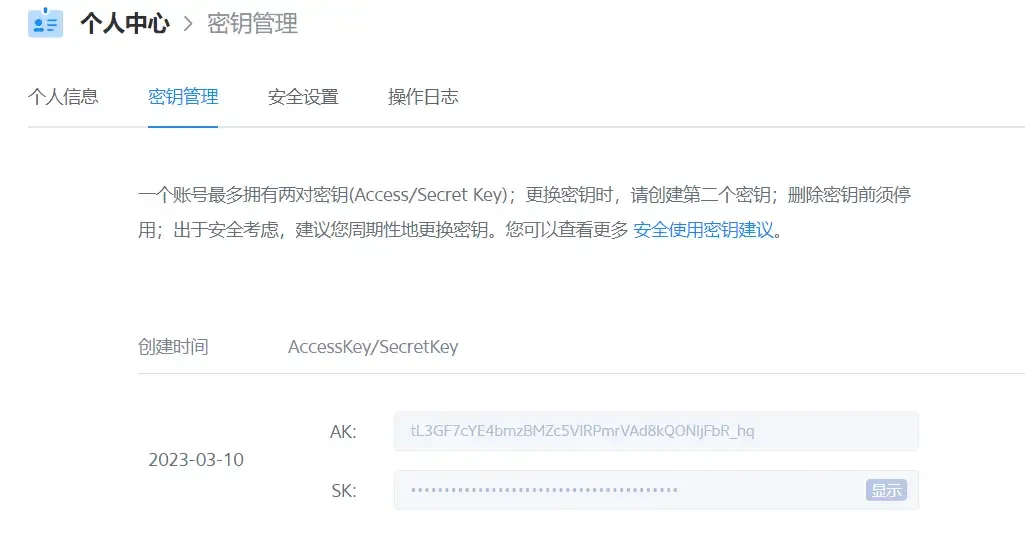 个人中心 > 密钥管理
个人信息 密钥管理 安全设置 操作日志
一个账号最多拥有两对密钥(Access/Secret Key)；更换密钥时，请创建第二个密钥；删除密钥前须停
用；出于安全考虑，建议您周期性地更换密钥。您可以查看更多 安全使用密钥建议。
创建时间 AccessKey/SecretKey
AK: tL3GF7cYE4bmzBMZc5VlRPmrVAd8kQONljFbR_hq
2023-03-10
SK: •••••••••••••••••••••••••••••••••••••••• 显示